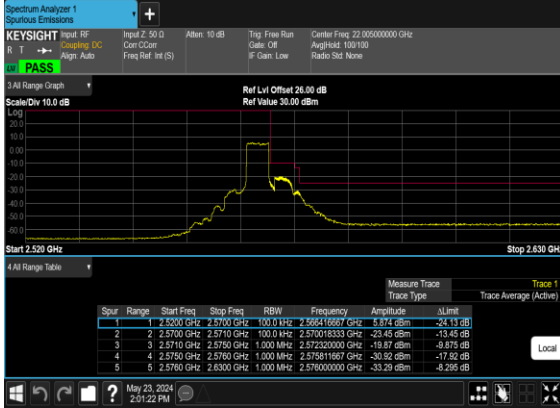 Spectrum Analyzer 1
Spurious Emissions
+
KEYSIGHT Input: RF Input Z: 50 Ω Atten: 10 dB Trig: Free Run Center Freq: 22.005000000 GHz
R T Coupling: DC Corr CCorr Gate: Off Avg|Hold: 100/100
Align: Auto Freq Ref: Int (S) IF Gain: Low Radio Std: None
PASS
3 All Range Graph
Ref Lvl Offset 26.00 dB
Scale/Div 10.0 dB Ref Value 30.00 dBm
Log
20.0
10.0
0.00
-10.0
-20.0
-30.0
-40.0
-50.0
-60.0
Start 2.520 GHz Stop 2.630 GHz
4 All Range Table
Measure Trace Trace 1
Trace Type Trace Average (Active)
Spur Range Start Freq Stop Freq RBW Frequency Amplitude ΔLimit
1 1 2.5200 GHz 2.5700 GHz 100.0 kHz 2.566416667 GHz 5.874 dBm -24.13 dB
2 2 2.5700 GHz 2.5710 GHz 100.0 kHz 2.570018333 GHz -23.45 dBm -13.45 dB
3 3 2.5710 GHz 2.5750 GHz 1.000 MHz 2.572320000 GHz -19.87 dBm -9.875 dB
4 4 2.5750 GHz 2.5760 GHz 1.000 MHz 2.575811667 GHz -30.92 dBm -17.92 dB
5 5 2.5760 GHz 2.6300 GHz 1.000 MHz 2.576000000 GHz -33.29 dBm -8.295 dB
Local
?
May 23, 2024
2:01:22 PM